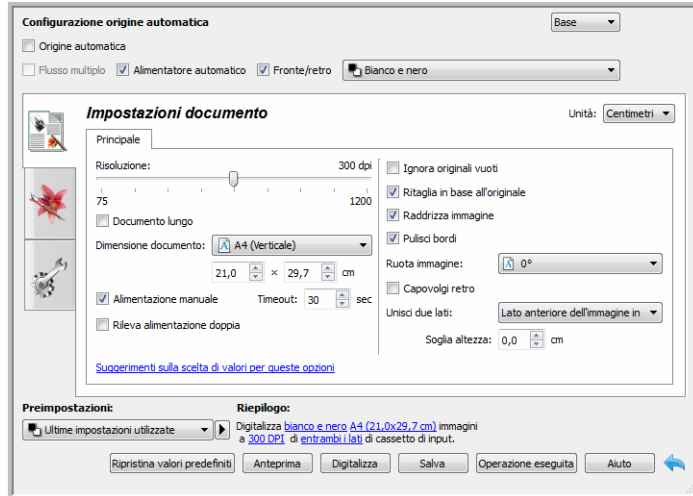 Configurazione origine automatica
Base
Origine automatica
Flusso multiplo Alimentatore automatico Fronte/retro Bianco e nero
Impostazioni documento
Unità: Centimetri
Principale
Risoluzione: 300 dpi
75 1200
Documento lungo
Dimensione documento: A4 (Verticale)
21,0 × 29,7 cm
Alimentazione manuale Timeout: 30 sec
Rileva alimentazione doppia
Suggerimenti sulla scelta di valori per queste opzioni
Ignora originali vuoti
Ritaglia in base all'originale
Raddrizza immagine
Pulisci bordi
Ruota immagine: 0°
Capovolgi retro
Unisci due lati: Lato anteriore dell'immagine in
Soglia altezza: 0,0 cm
Preimpostazioni:
Ultime impostazioni utilizzate
Riepilogo:
Digitalizza bianco e nero A4 (21,0x29,7 cm) immagini
a 300 DPI di entrambi i lati di cassetto di input.
Ripristina valori predefiniti Anteprima Digitalizza Salva Operazione eseguita Aiuto